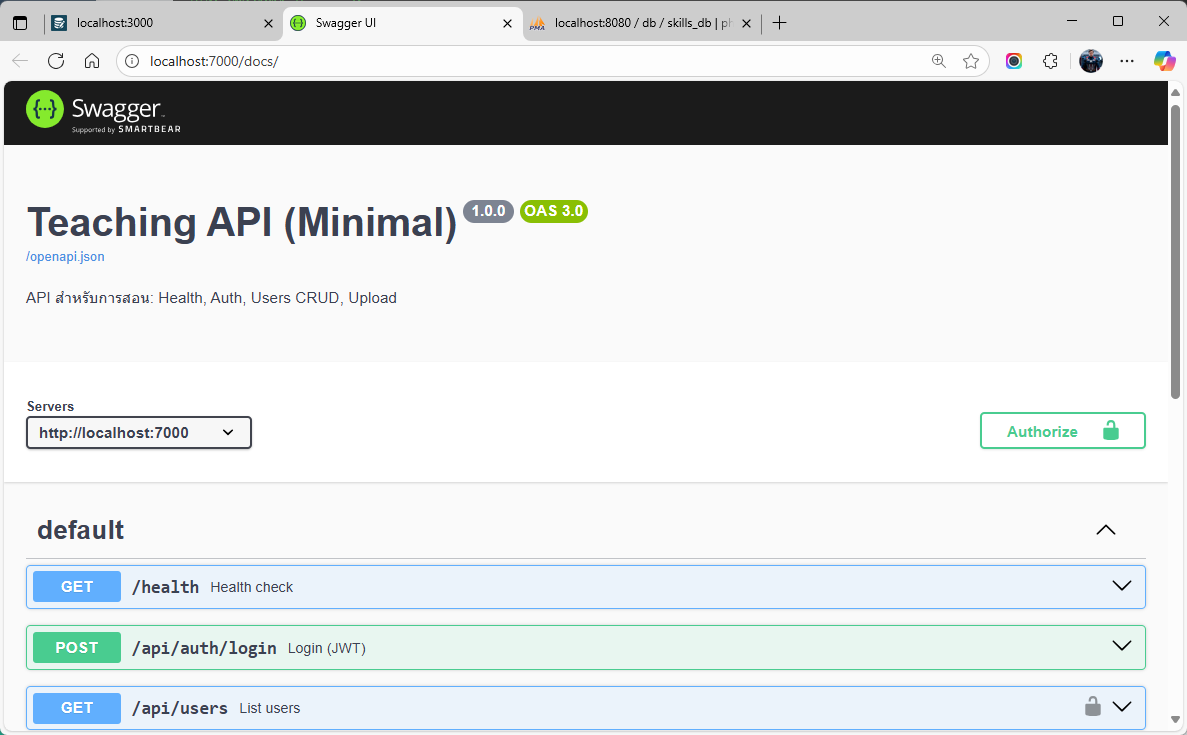 localhost:3000
Swagger UI
PMA
localhost:8080 / db / skills_db | ph
localhost:7000/docs/
Swagger
Supported by SMARTBEAR
Teaching API (Minimal) 1.0.0 OAS 3.0
/openapi.json
API สำหรับการสอน: Health, Auth, Users CRUD, Upload
Servers
http://localhost:7000
Authorize
default
GET /health Health check
POST /api/auth/login Login (JWT)
GET /api/users List users